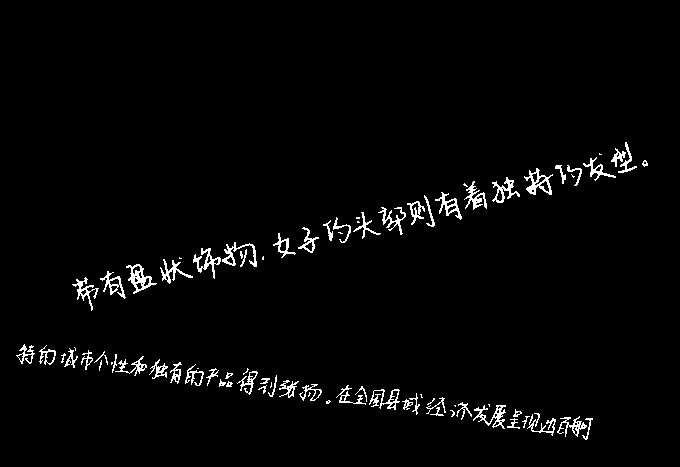 带有盘状饰物，女子的头部则有着独特的发型。
特的城市个性和独有的产品得到张扬。在全国县域经济发展呈现出百舸